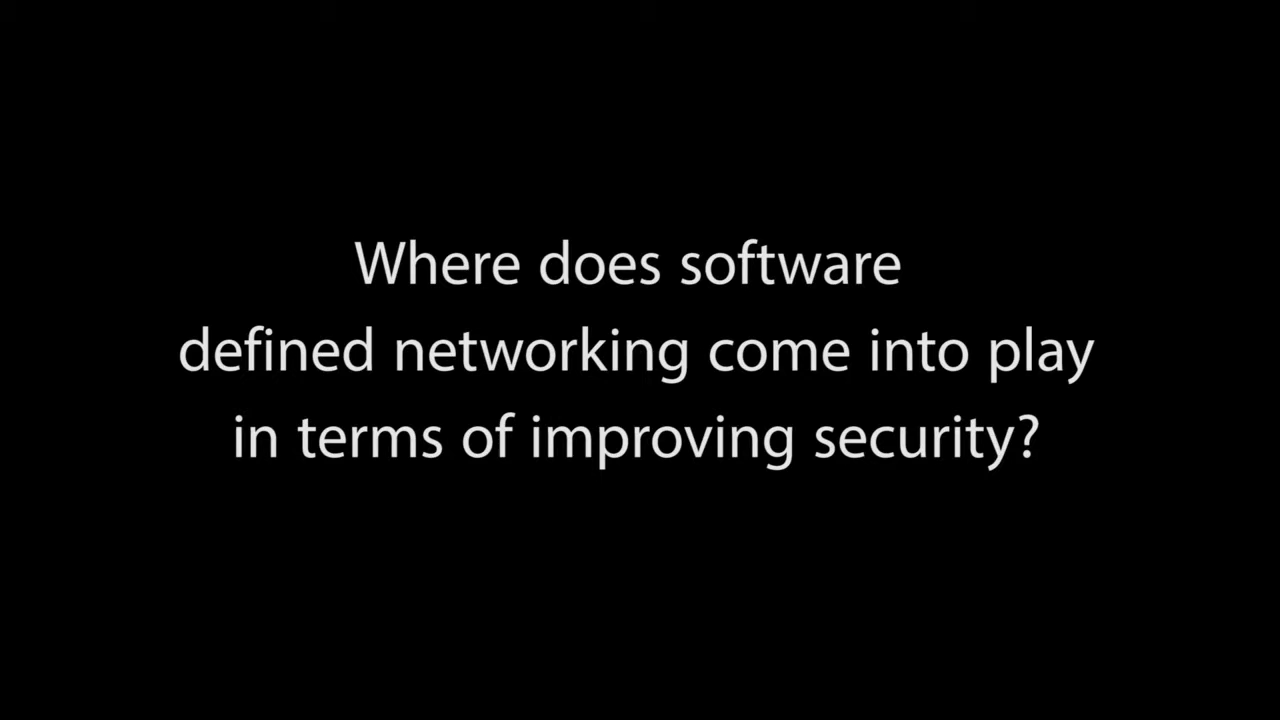 Where does software
defined networking come into play
in terms of improving security?